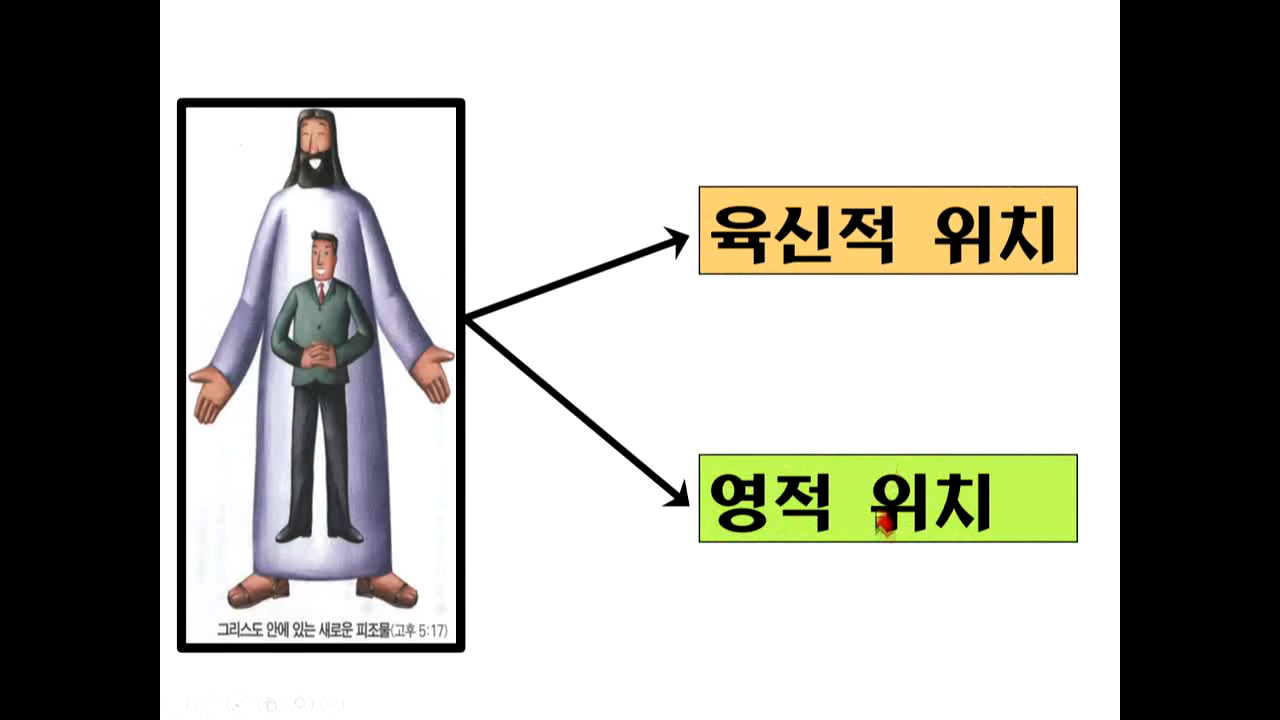 육신적 위치
영적 위치
그리스도 안에 있는 새로운 피조물(고후 5:17)